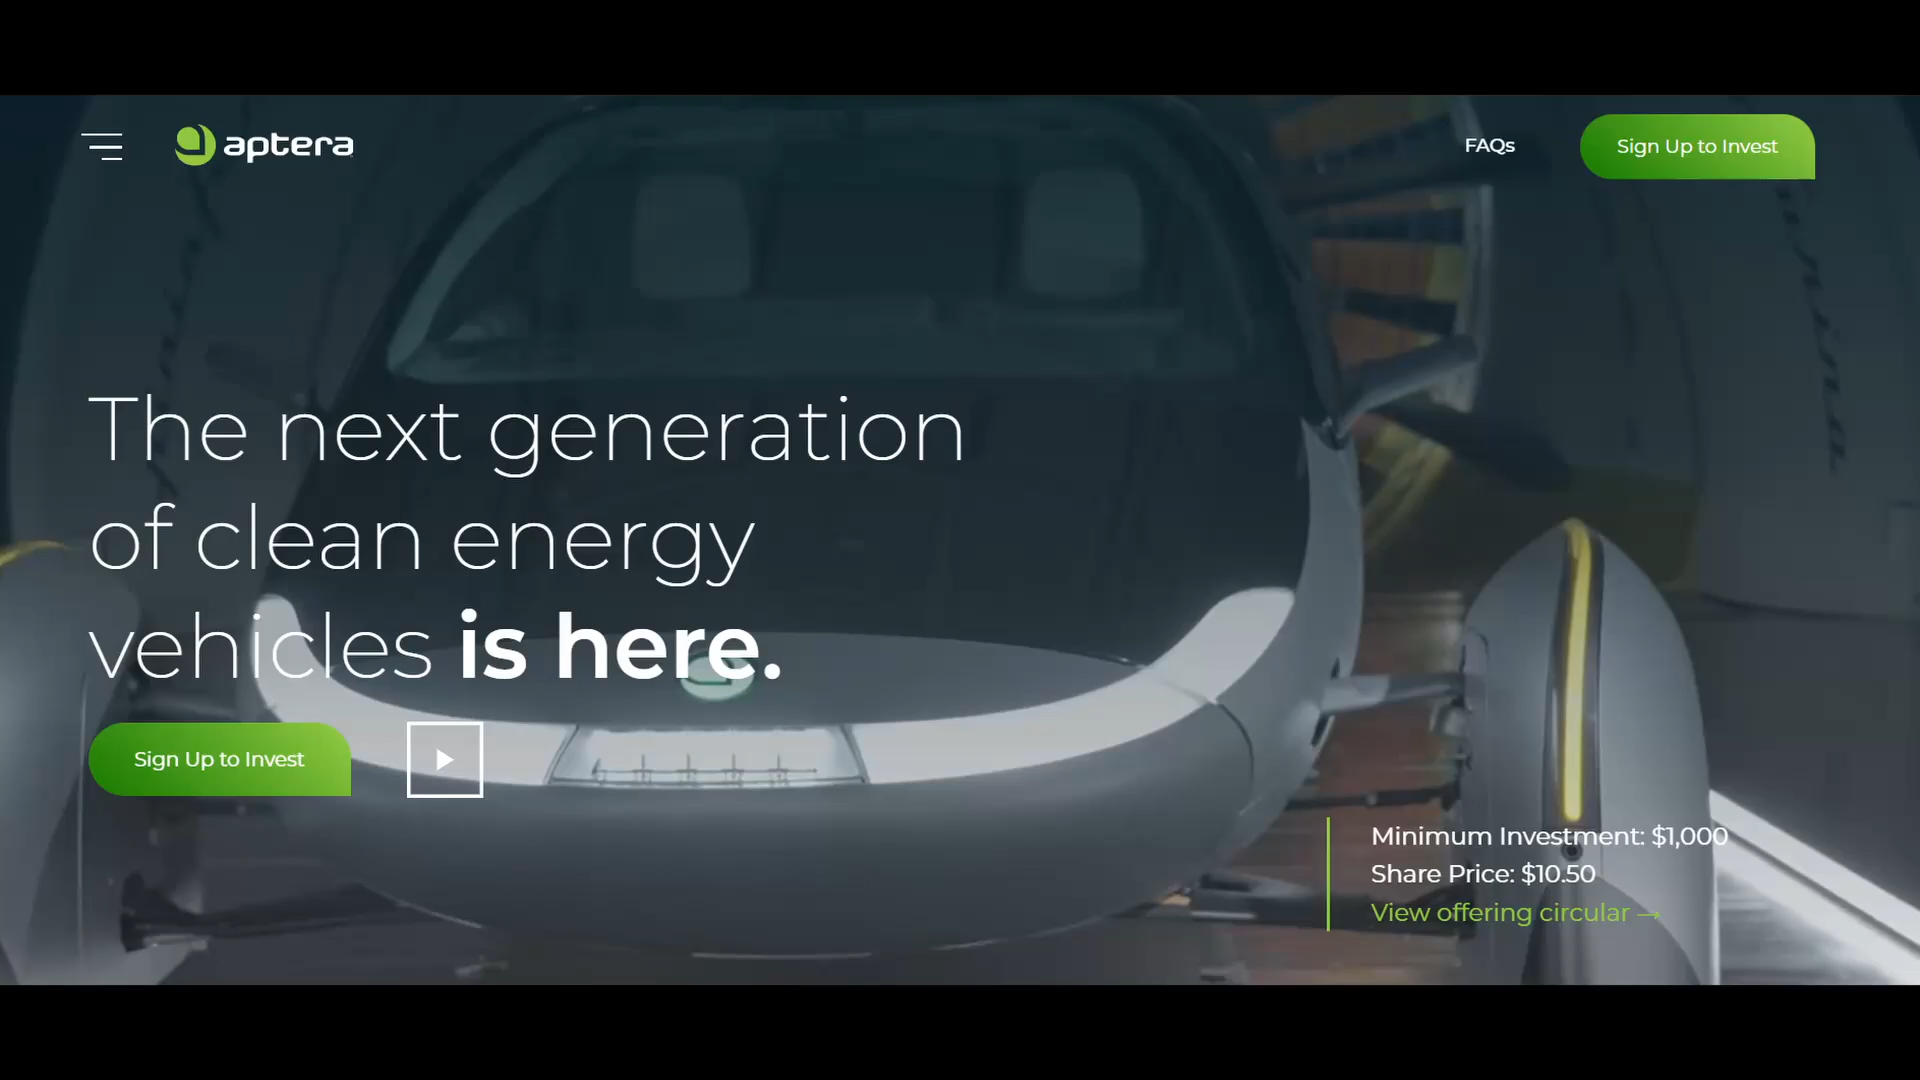 aptera
FAQs
Sign Up to Invest
The next generation
of clean energy
vehicles is here.
Sign Up to Invest
Minimum Investment: $1,000
Share Price: $10.50
View offering circular →